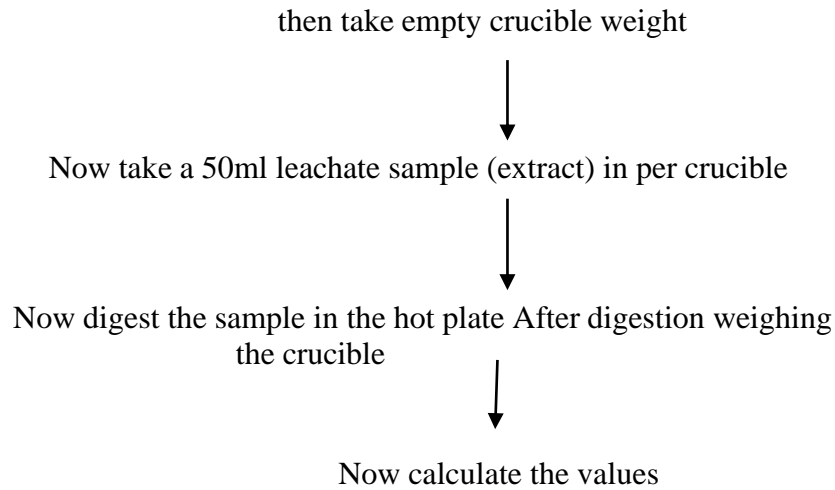 then take empty crucible weight
Now take a 50ml leachate sample (extract) in per crucible
Now digest the sample in the hot plate After digestion weighing
the crucible
Now calculate the values